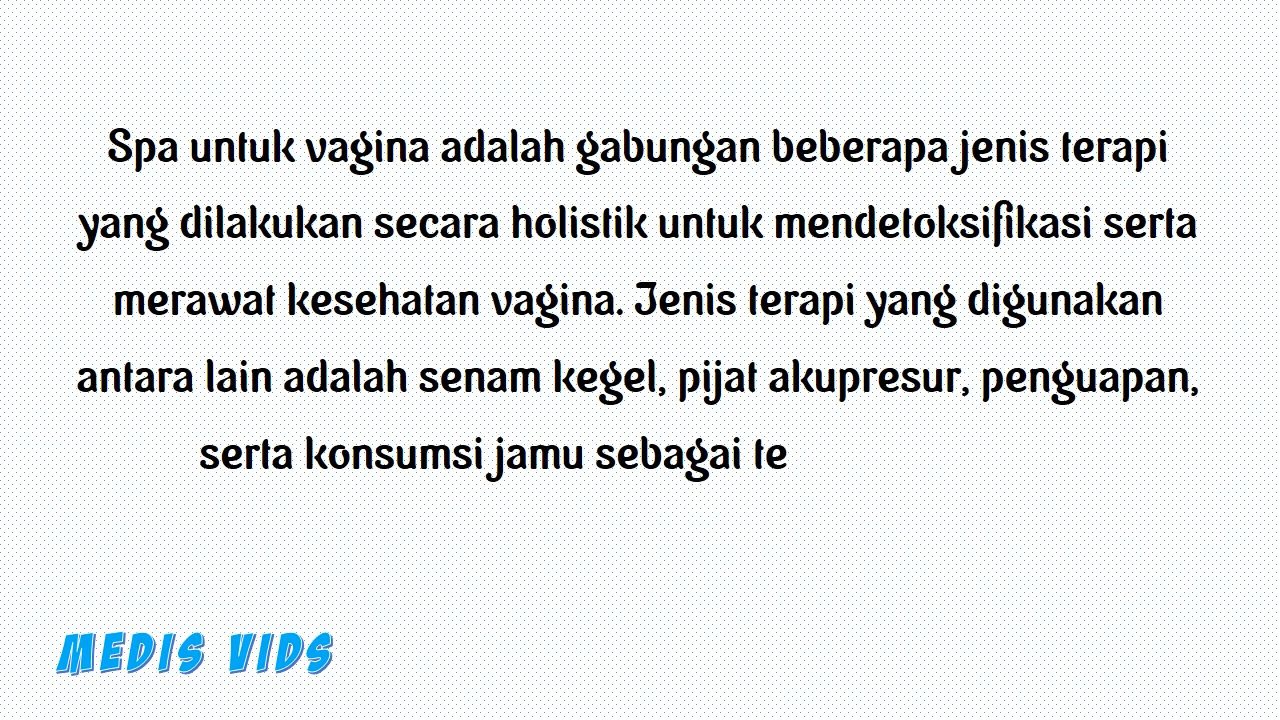 Spa untuk vagina adalah gabungan beberapa jenis terapi
yang dilakukan secara holistik untuk mendetoksifikasi serta
merawat kesehatan vagina. Jenis terapi yang digunakan
antara lain adalah senam kegel, pijat akupresur, penguapan,
serta konsumsi jamu sebagai te
MEDIS VIDS